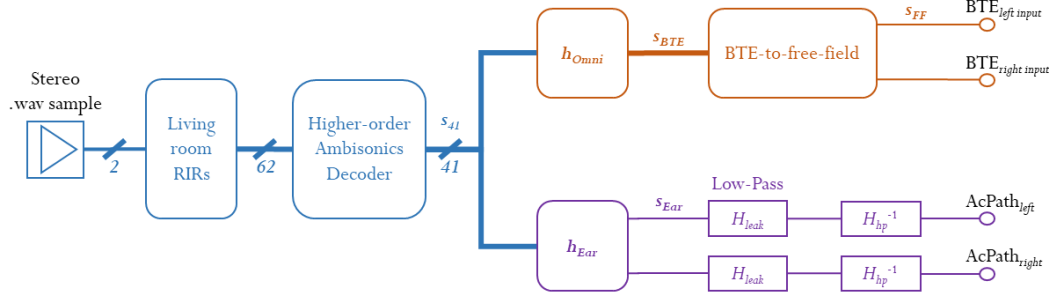 Stereo
.wav sample
2
Living
room
RIRs
62
Higher-order
Ambisonics
Decoder
s41
41
hOmni
sBTE
BTE-to-free-field
sFF
BTEleft input
BTEright input
hEar
sEar
Low-Pass
Hleak
Hhp-1
AcPathleft
Hleak
Hhp-1
AcPathright